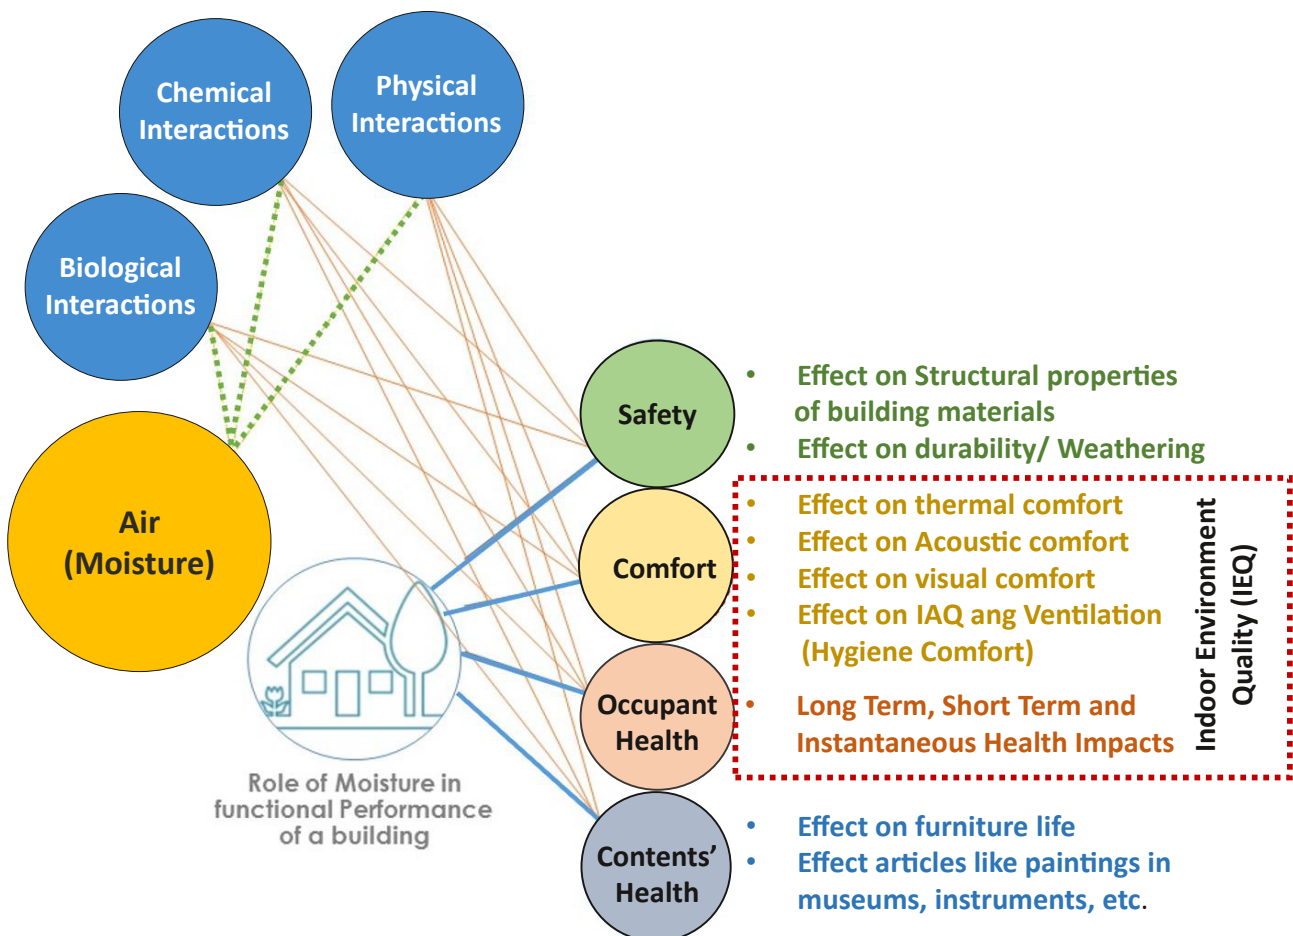 Chemical
Interactions
Physical
Interactions
Biological
Interactions
Air
(Moisture)
Role of Moisture in
functional Performance
of a building
Safety
• Effect on Structural properties
of building materials
• Effect on durability/ Weathering
Comfort
• Effect on thermal comfort
• Effect on Acoustic comfort
• Effect on visual comfort
• Effect on IAQ ang Ventilation
(Hygiene Comfort)
Occupant
Health
• Long Term, Short Term and
Instantaneous Health Impacts
Indoor Environment
Quality (IEQ)
Contents’
Health
• Effect on furniture life
• Effect articles like paintings in
museums, instruments, etc.